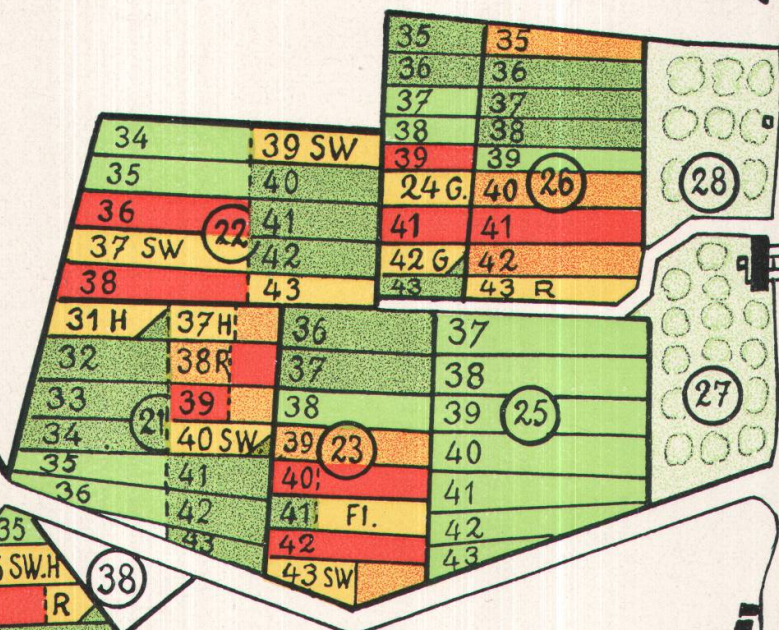 35 35
36 36
37 37
38 38
39 39
24 G. 40 26
41 41
42 G 42
43 43 R
28
34 39 SW
35 40
36 22 41
37 SW 42
38 43
31 H 37 H
32 38 R
33 39
34 21 40 SW
35 41
36 42
43
36
37
38
39 23
40
41 Fl.
42
43 SW
37
38
39 25
40
41
42
43
27
35
SW.H
R
38